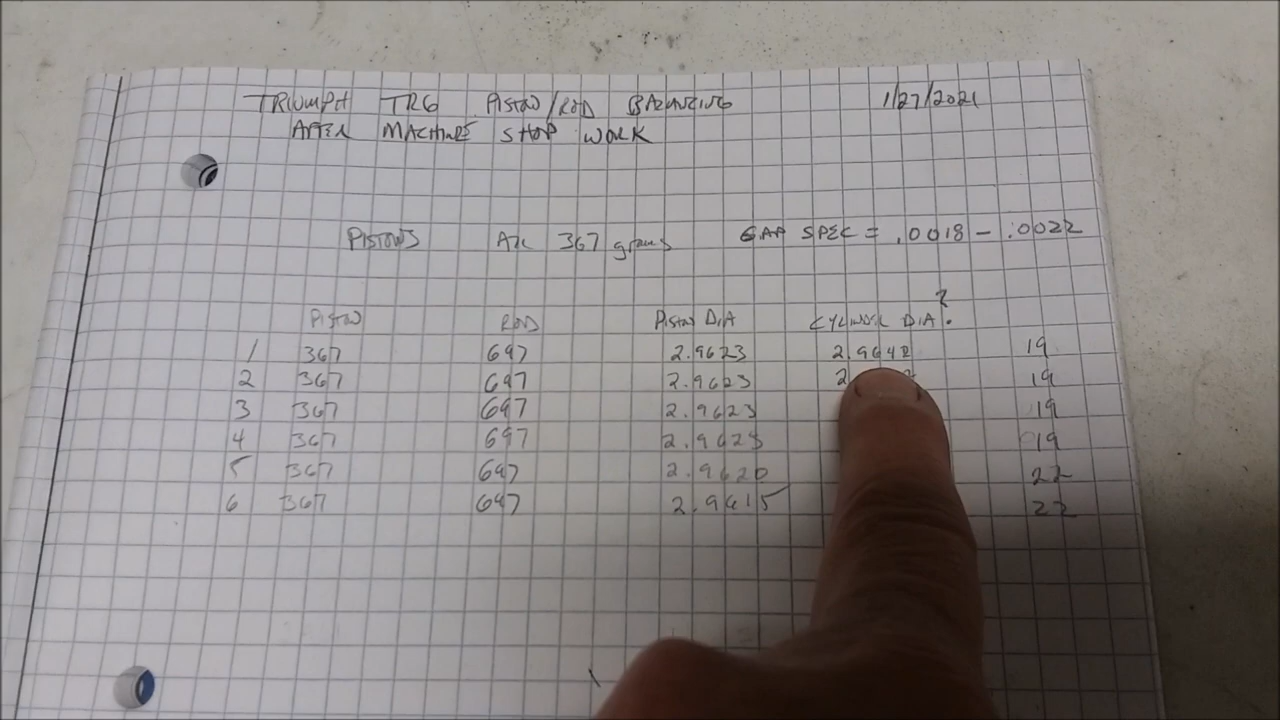 TRIUMPH TR6 PISTON/ROD BALANCING 1/27/2021
AFTER MACHINE SHOP WORK
PISTONS ALL 367 grams GAP SPEC = .0018 - .0022
PISTON ROD PISTON DIA CYLINDER DIA?
1 367 697 2.9623 2.9642 19
2 367 697 2.9623 19
3 367 697 2.9623 19
4 367 697 2.9623 19
5 367 697 2.9620 22
6 367 697 2.9615 22